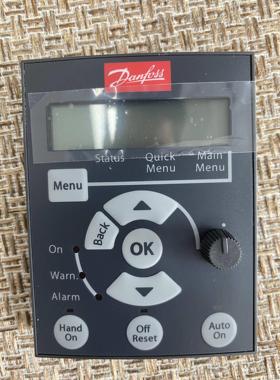 Danfoss
Status Quick Menu Main Menu
Menu
Back
OK
On
Warn.
Alarm
Hand On
Off Reset
Auto On